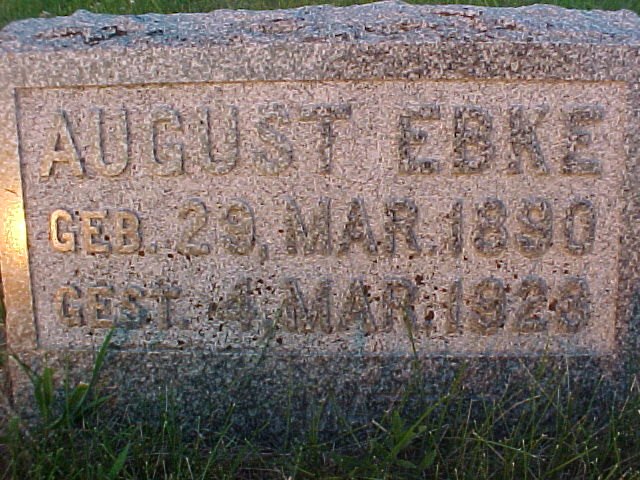 AUGUST EBKE
GEB. 29, MAR. 1890
GEST. 4, MAR. 1923